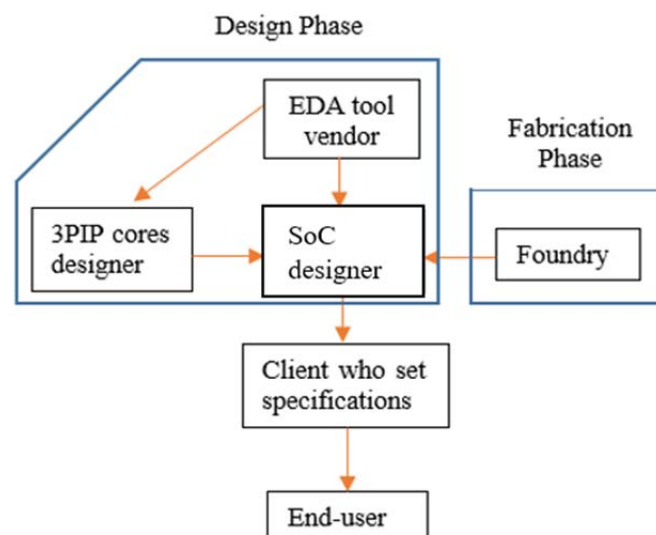 Design Phase
EDA tool
vendor
Fabrication
Phase
3PIP cores
designer
SoC
designer
Foundry
Client who set
specifications
End-user